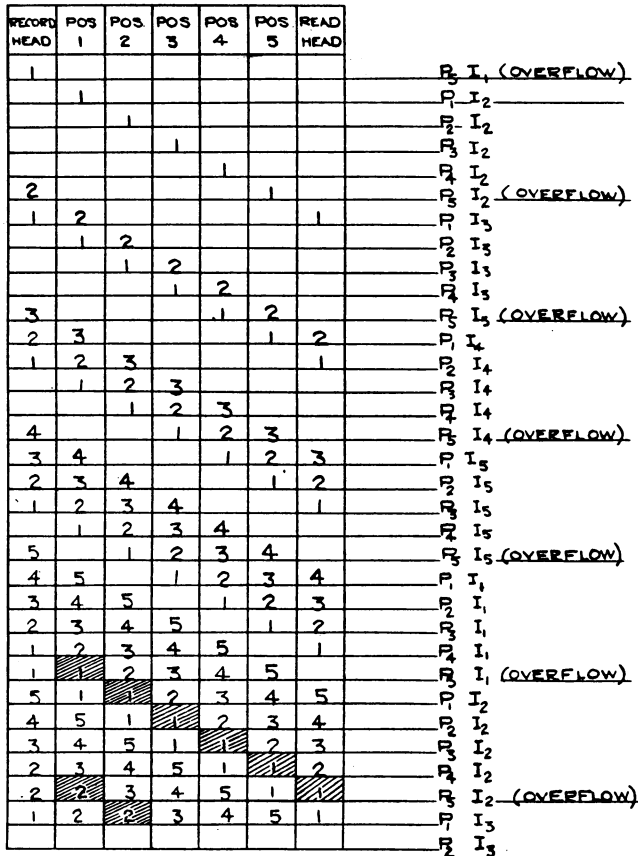 RECORD HEAD POS 1 POS. 2 POS 3 POS. 4 POS 5 READ HEAD
1 P5 I1 (OVERFLOW)
1 P1 I2
1 P2 I2
1 P3 I2
1 P4 I2
2 1 P5 I2 (OVERFLOW)
1 2 1 P1 I3
1 2 P2 I3
1 2 P3 I3
1 2 P4 I3
3 1 2 P5 I3 (OVERFLOW)
2 3 1 2 P1 I4
1 2 3 1 P2 I4
1 2 3 P3 I4
1 2 3 P4 I4
4 1 2 3 P5 I4 (OVERFLOW)
3 4 1 2 3 P1 I5
2 3 4 1 2 P2 I5
1 2 3 4 1 P3 I5
1 2 3 4 P4 I5
5 1 2 3 4 P5 I5 (OVERFLOW)
4 5 1 2 3 4 P1 I1
3 4 5 1 2 3 P2 I1
2 3 4 5 1 2 P3 I1
1 2 3 4 5 1 P4 I1
1 1 2 3 4 5 P5 I1 (OVERFLOW)
5 1 1 2 3 4 5 P1 I2
4 5 1 1 2 3 4 P2 I2
3 4 5 1 1 2 3 P3 I2
2 3 4 5 1 1 2 P4 I2
2 2 3 4 5 1 1 P5 I2 (OVERFLOW)
1 2 2 3 4 5 1 P1 I3
P2 I3